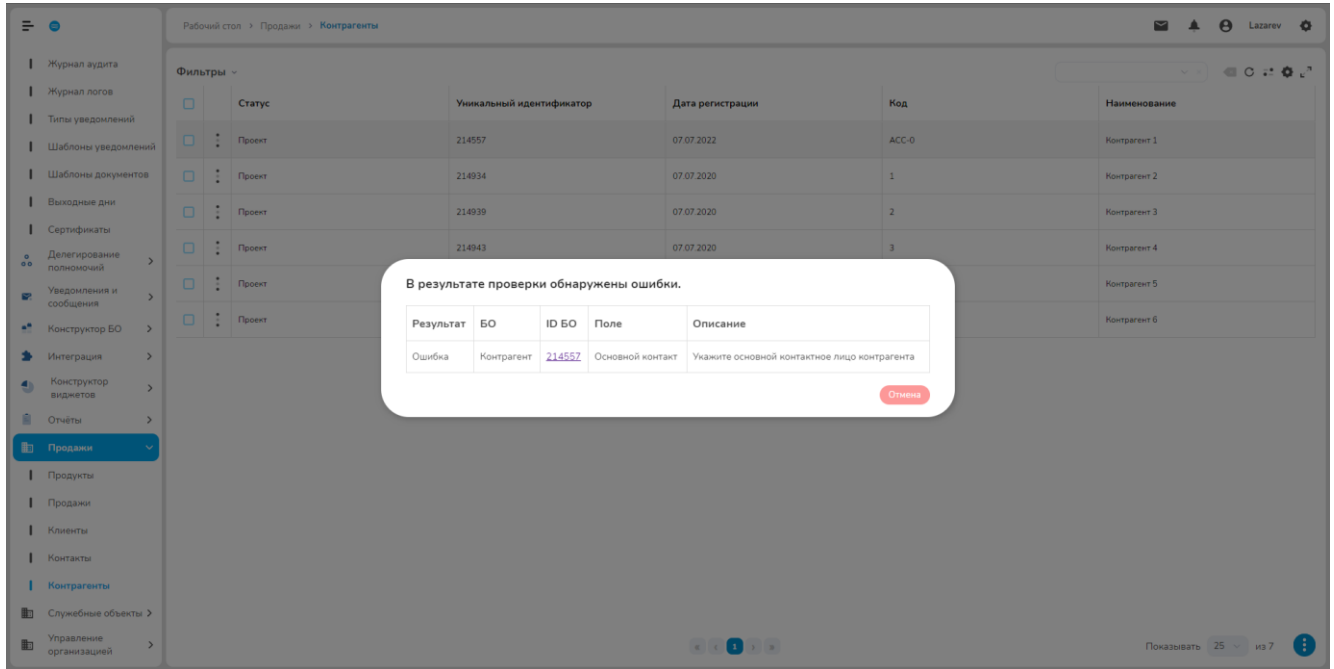 Рабочий стол > Продажи > Контрагенты
Lazarev
Журнал аудита
Журнал логов
Типы уведомлений
Шаблоны уведомлений
Шаблоны документов
Выходные дни
Сертификаты
Делегирование
полномочий
Уведомления и
сообщения
Конструктор БО
Интеграция
Конструктор
виджетов
Отчёты
Продажи
Продукты
Продажи
Клиенты
Контакты
Контрагенты
Служебные объекты
Управление
организацией
Фильтры
Статус Уникальный идентификатор Дата регистрации Код Наименование
Проект 214557 07.07.2022 ACC-0 Контрагент 1
Проект 214934 07.07.2020 1 Контрагент 2
Проект 214939 07.07.2020 2 Контрагент 3
Проект 214943 07.07.2020 3 Контрагент 4
Проект Контрагент 5
Проект Контрагент 6
В результате проверки обнаружены ошибки.
Результат БО ID БО Поле Описание
Ошибка Контрагент 214557 Основной контакт Укажите основной контактное лицо контрагента
Отмена
« ‹ 1 › »
Показывать 25 из 7